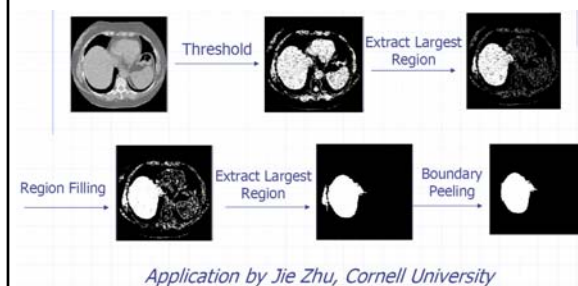 Threshold
Extract Largest
Region
Region Filling
Extract Largest
Region
Boundary
Peeling
Application by Jie Zhu, Cornell University